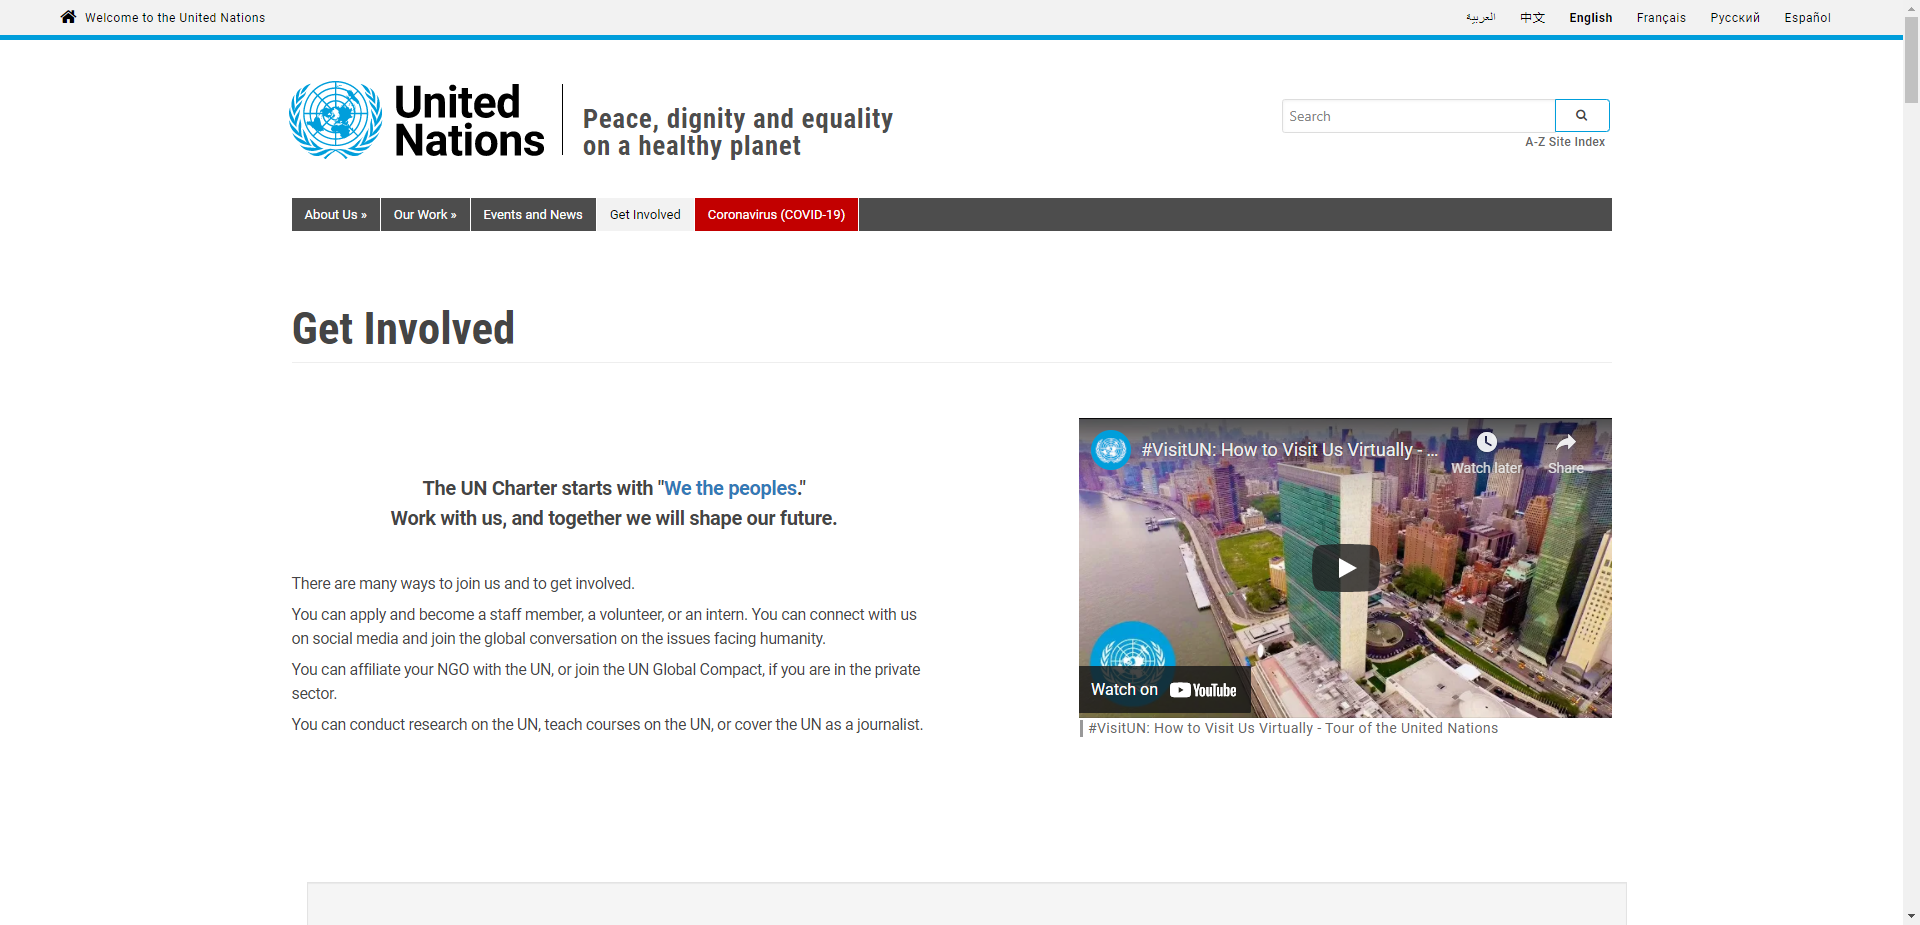 Welcome to the United Nations
العربية
中文
English
Français
Русский
Español
United
Nations
Peace, dignity and equality
on a healthy planet
Search
A-Z Site Index
About Us »
Our Work »
Events and News
Get Involved
Coronavirus (COVID-19)
Get Involved
The UN Charter starts with "We the peoples."
Work with us, and together we will shape our future.
There are many ways to join us and to get involved.
You can apply and become a staff member, a volunteer, or an intern. You can connect with us
on social media and join the global conversation on the issues facing humanity.
You can affiliate your NGO with the UN, or join the UN Global Compact, if you are in the private
sector.
You can conduct research on the UN, teach courses on the UN, or cover the UN as a journalist.
#VisitUN: How to Visit Us Virtually - ...
Watch later
Share
Watch on YouTube
#VisitUN: How to Visit Us Virtually - Tour of the United Nations